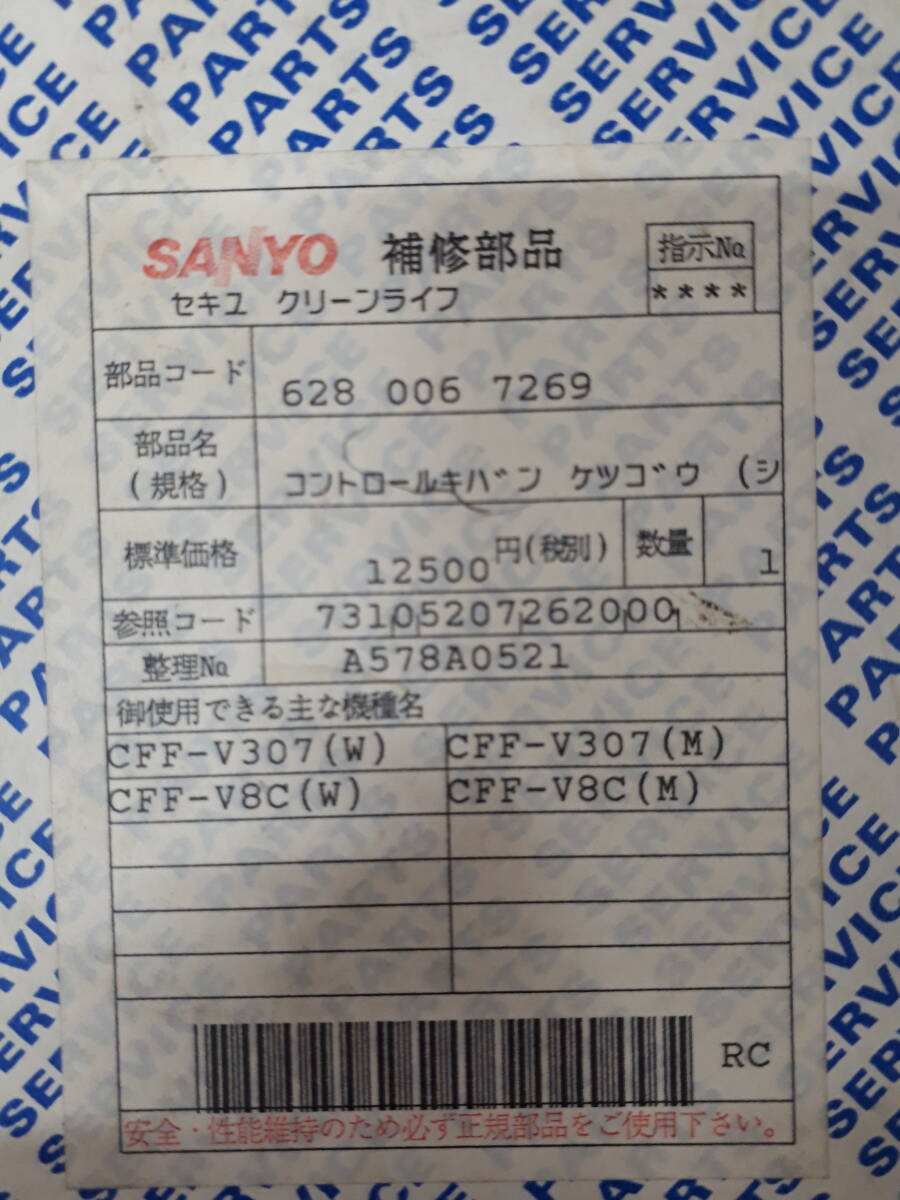 SANYO 補修部品
指示No
セキユ クリーンライフ
****
部品コード 628 006 7269
部品名
(規格) コントロールキバン ケツゴウ (シ
標準価格 12500円(税別) 数量 1
参照コード 73105207262000
整理No A578A0521
御使用できる主な機種名
CFF-V307(W) CFF-V307(M)
CFF-V8C(W) CFF-V8C(M)
RC
安全・性能維持のため必ず正規部品をご使用下さい。
SERVICE PARTS